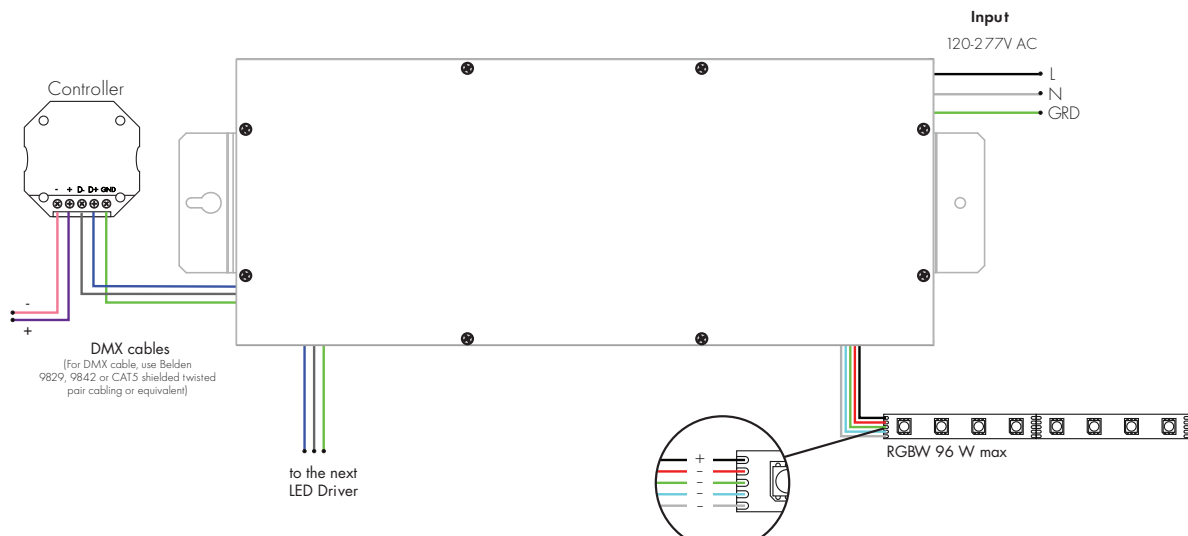 Input
120-277V AC
L
N
GRD
Controller
- + D- D+ GND
-
+
DMX cables
(For DMX cable, use Belden
9829, 9842 or CAT5 shielded twisted
pair cabling or equivalent)
to the next
LED Driver
+
-
-
-
-
RGBW 96 W max